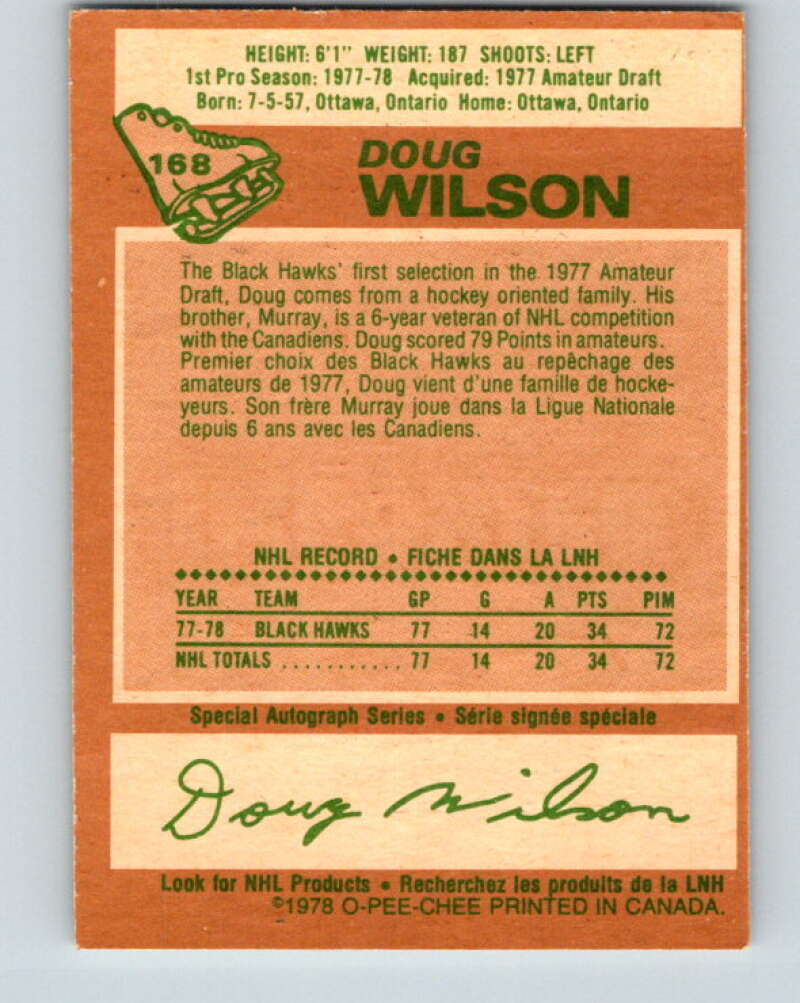 HEIGHT: 6'1" WEIGHT: 187 SHOOTS: LEFT
1st Pro Season: 1977-78 Acquired: 1977 Amateur Draft
Born: 7-5-57, Ottawa, Ontario Home: Ottawa, Ontario
168
DOUG
WILSON
The Black Hawks' first selection in the 1977 Amateur
Draft, Doug comes from a hockey oriented family. His
brother, Murray, is a 6-year veteran of NHL competition
with the Canadiens. Doug scored 79 Points in amateurs.
Premier choix des Black Hawks au repêchage des
amateurs de 1977, Doug vient d'une famille de hocke-
yeurs. Son frère Murray joue dans la Ligue Nationale
depuis 6 ans avec les Canadiens.
NHL RECORD • FICHE DANS LA LNH
YEAR TEAM GP G A PTS PIM
77-78 BLACK HAWKS 77 14 20 34 72
NHL TOTALS ........... 77 14 20 34 72
Special Autograph Series • Série signée spéciale
Doug Wilson
Look for NHL Products • Recherchez les produits de la LNH
©1978 O-PEE-CHEE PRINTED IN CANADA.